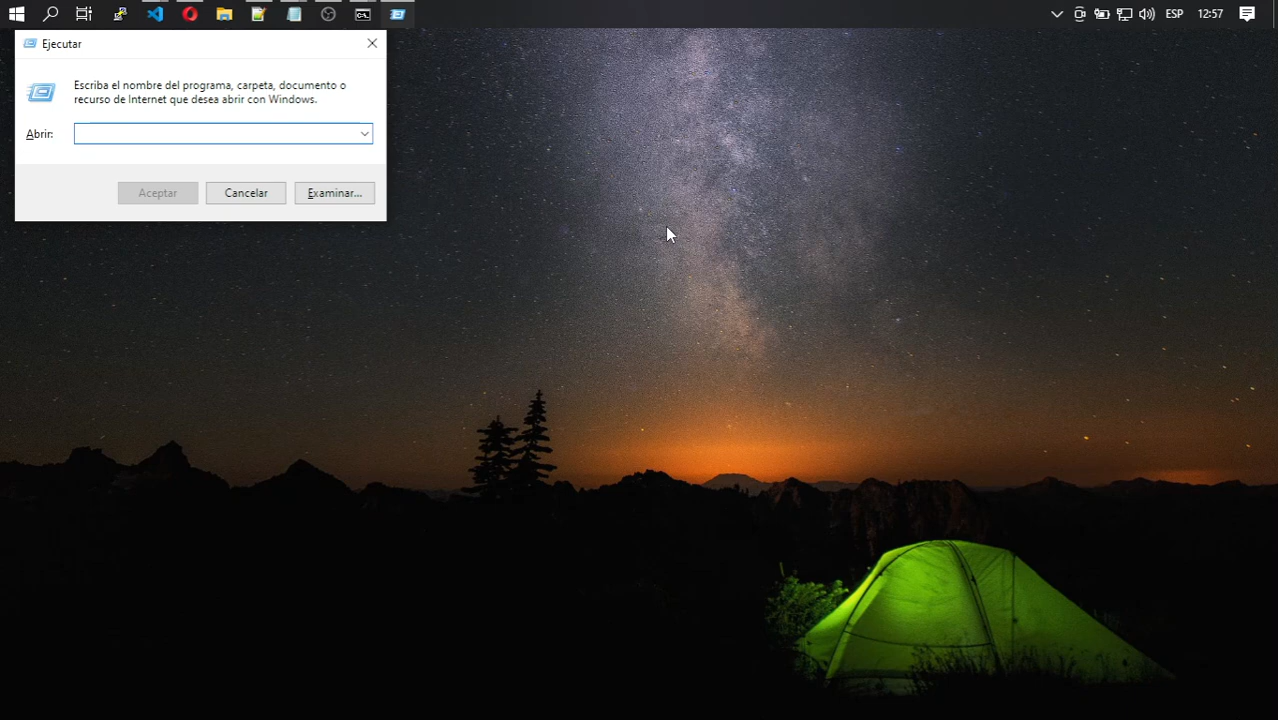 ESP
12:57
Ejecutar
Escriba el nombre del programa, carpeta, documento o
recurso de Internet que desea abrir con Windows.
Abrir:
Aceptar
Cancelar
Examinar...